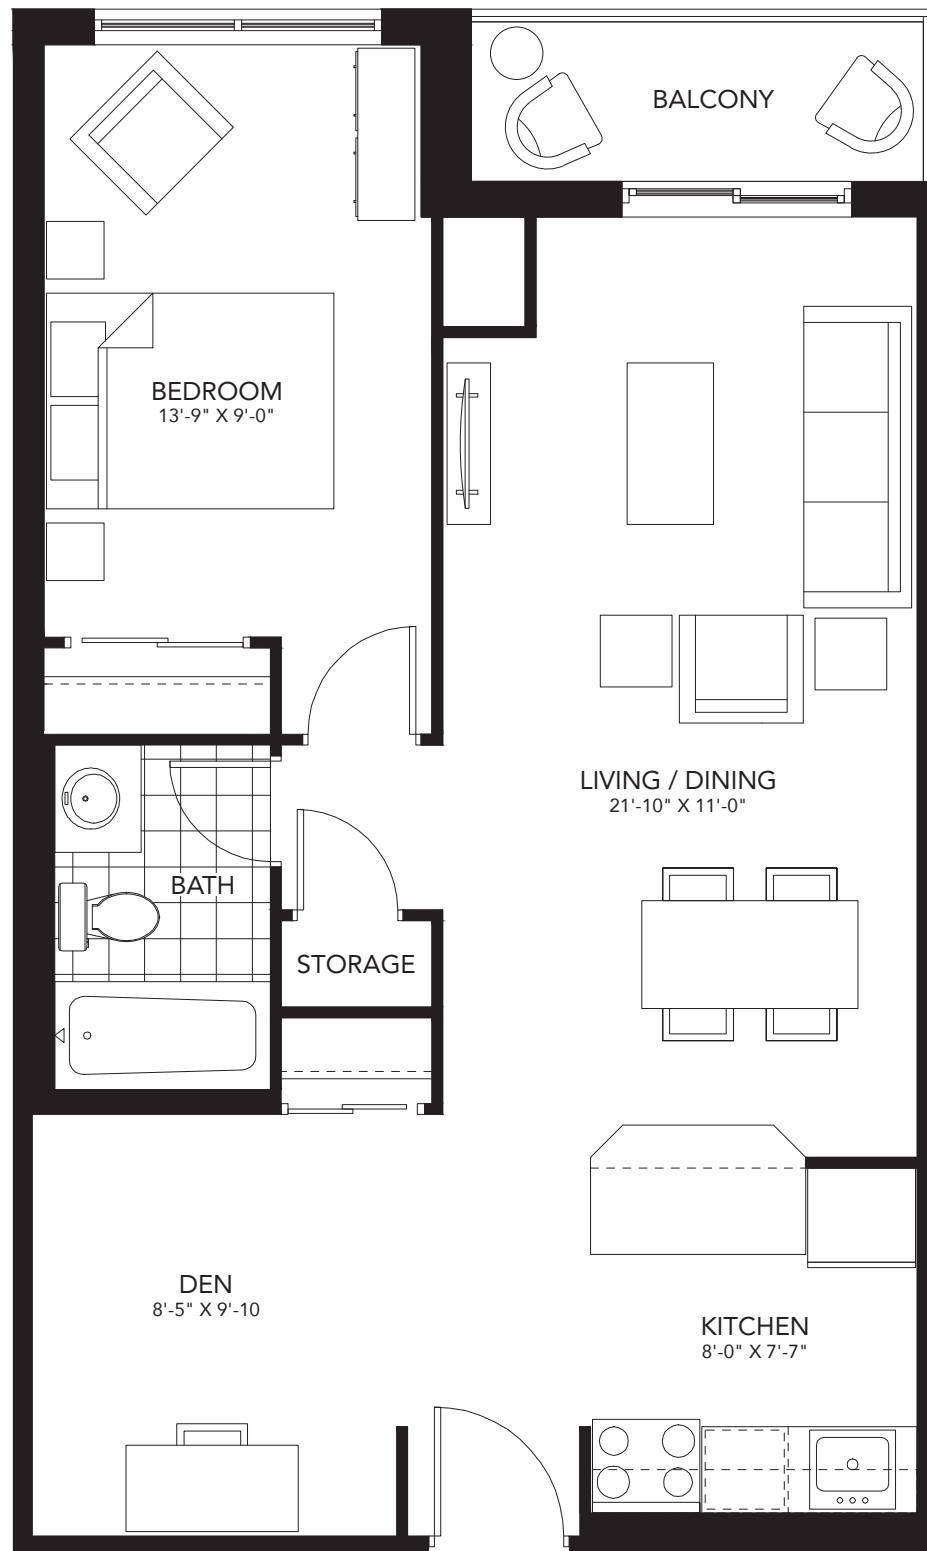 BALCONY
BEDROOM
13'-9" X 9'-0"
LIVING / DINING
21'-10" X 11'-0"
BATH
STORAGE
DEN
8'-5" X 9'-10
KITCHEN
8'-0" X 7'-7"